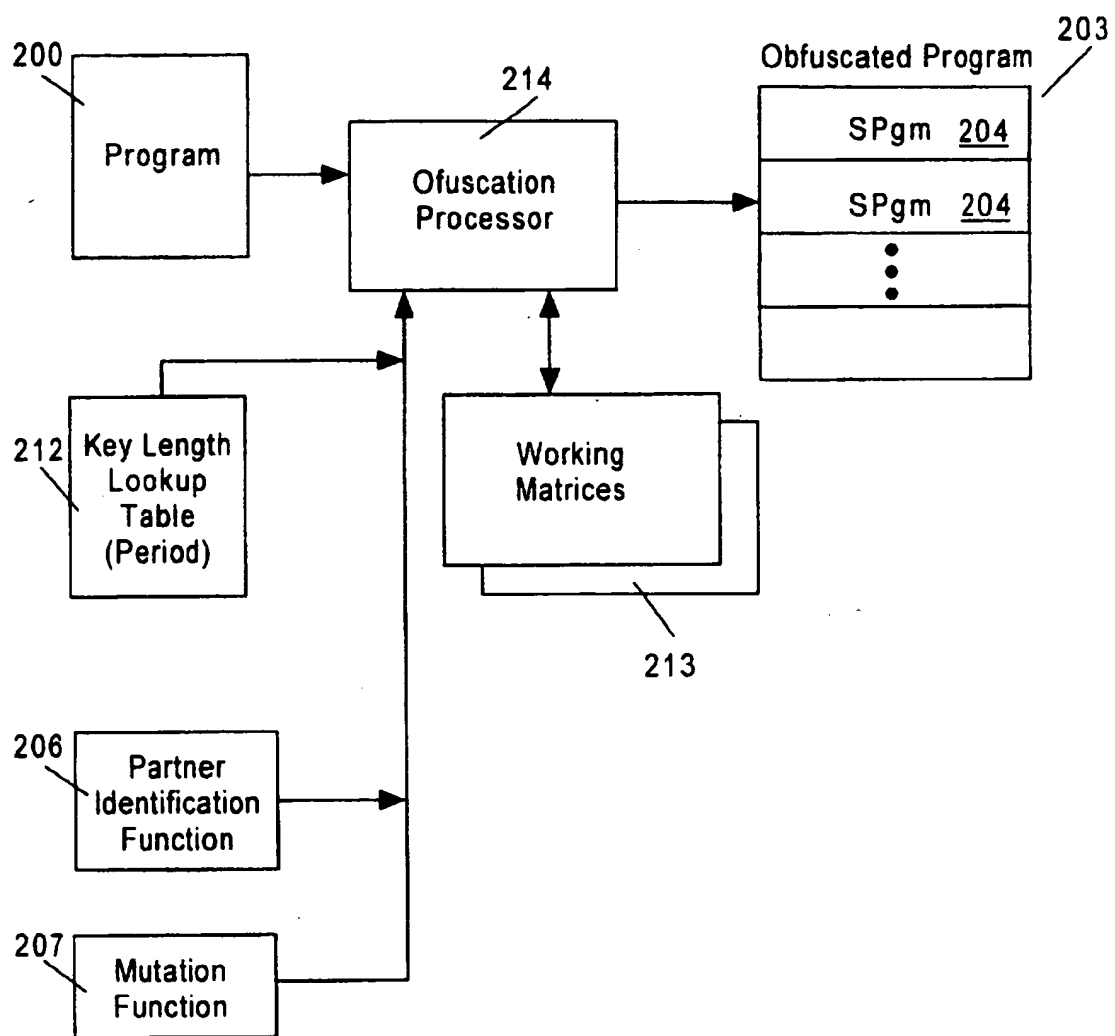 200
Program
214
Ofuscation
Processor
203
Obfuscated Program
SPgm 204
SPgm 204
212
Key Length
Lookup
Table
(Period)
Working
Matrices
213
206
Partner
Identification
Function
207
Mutation
Function